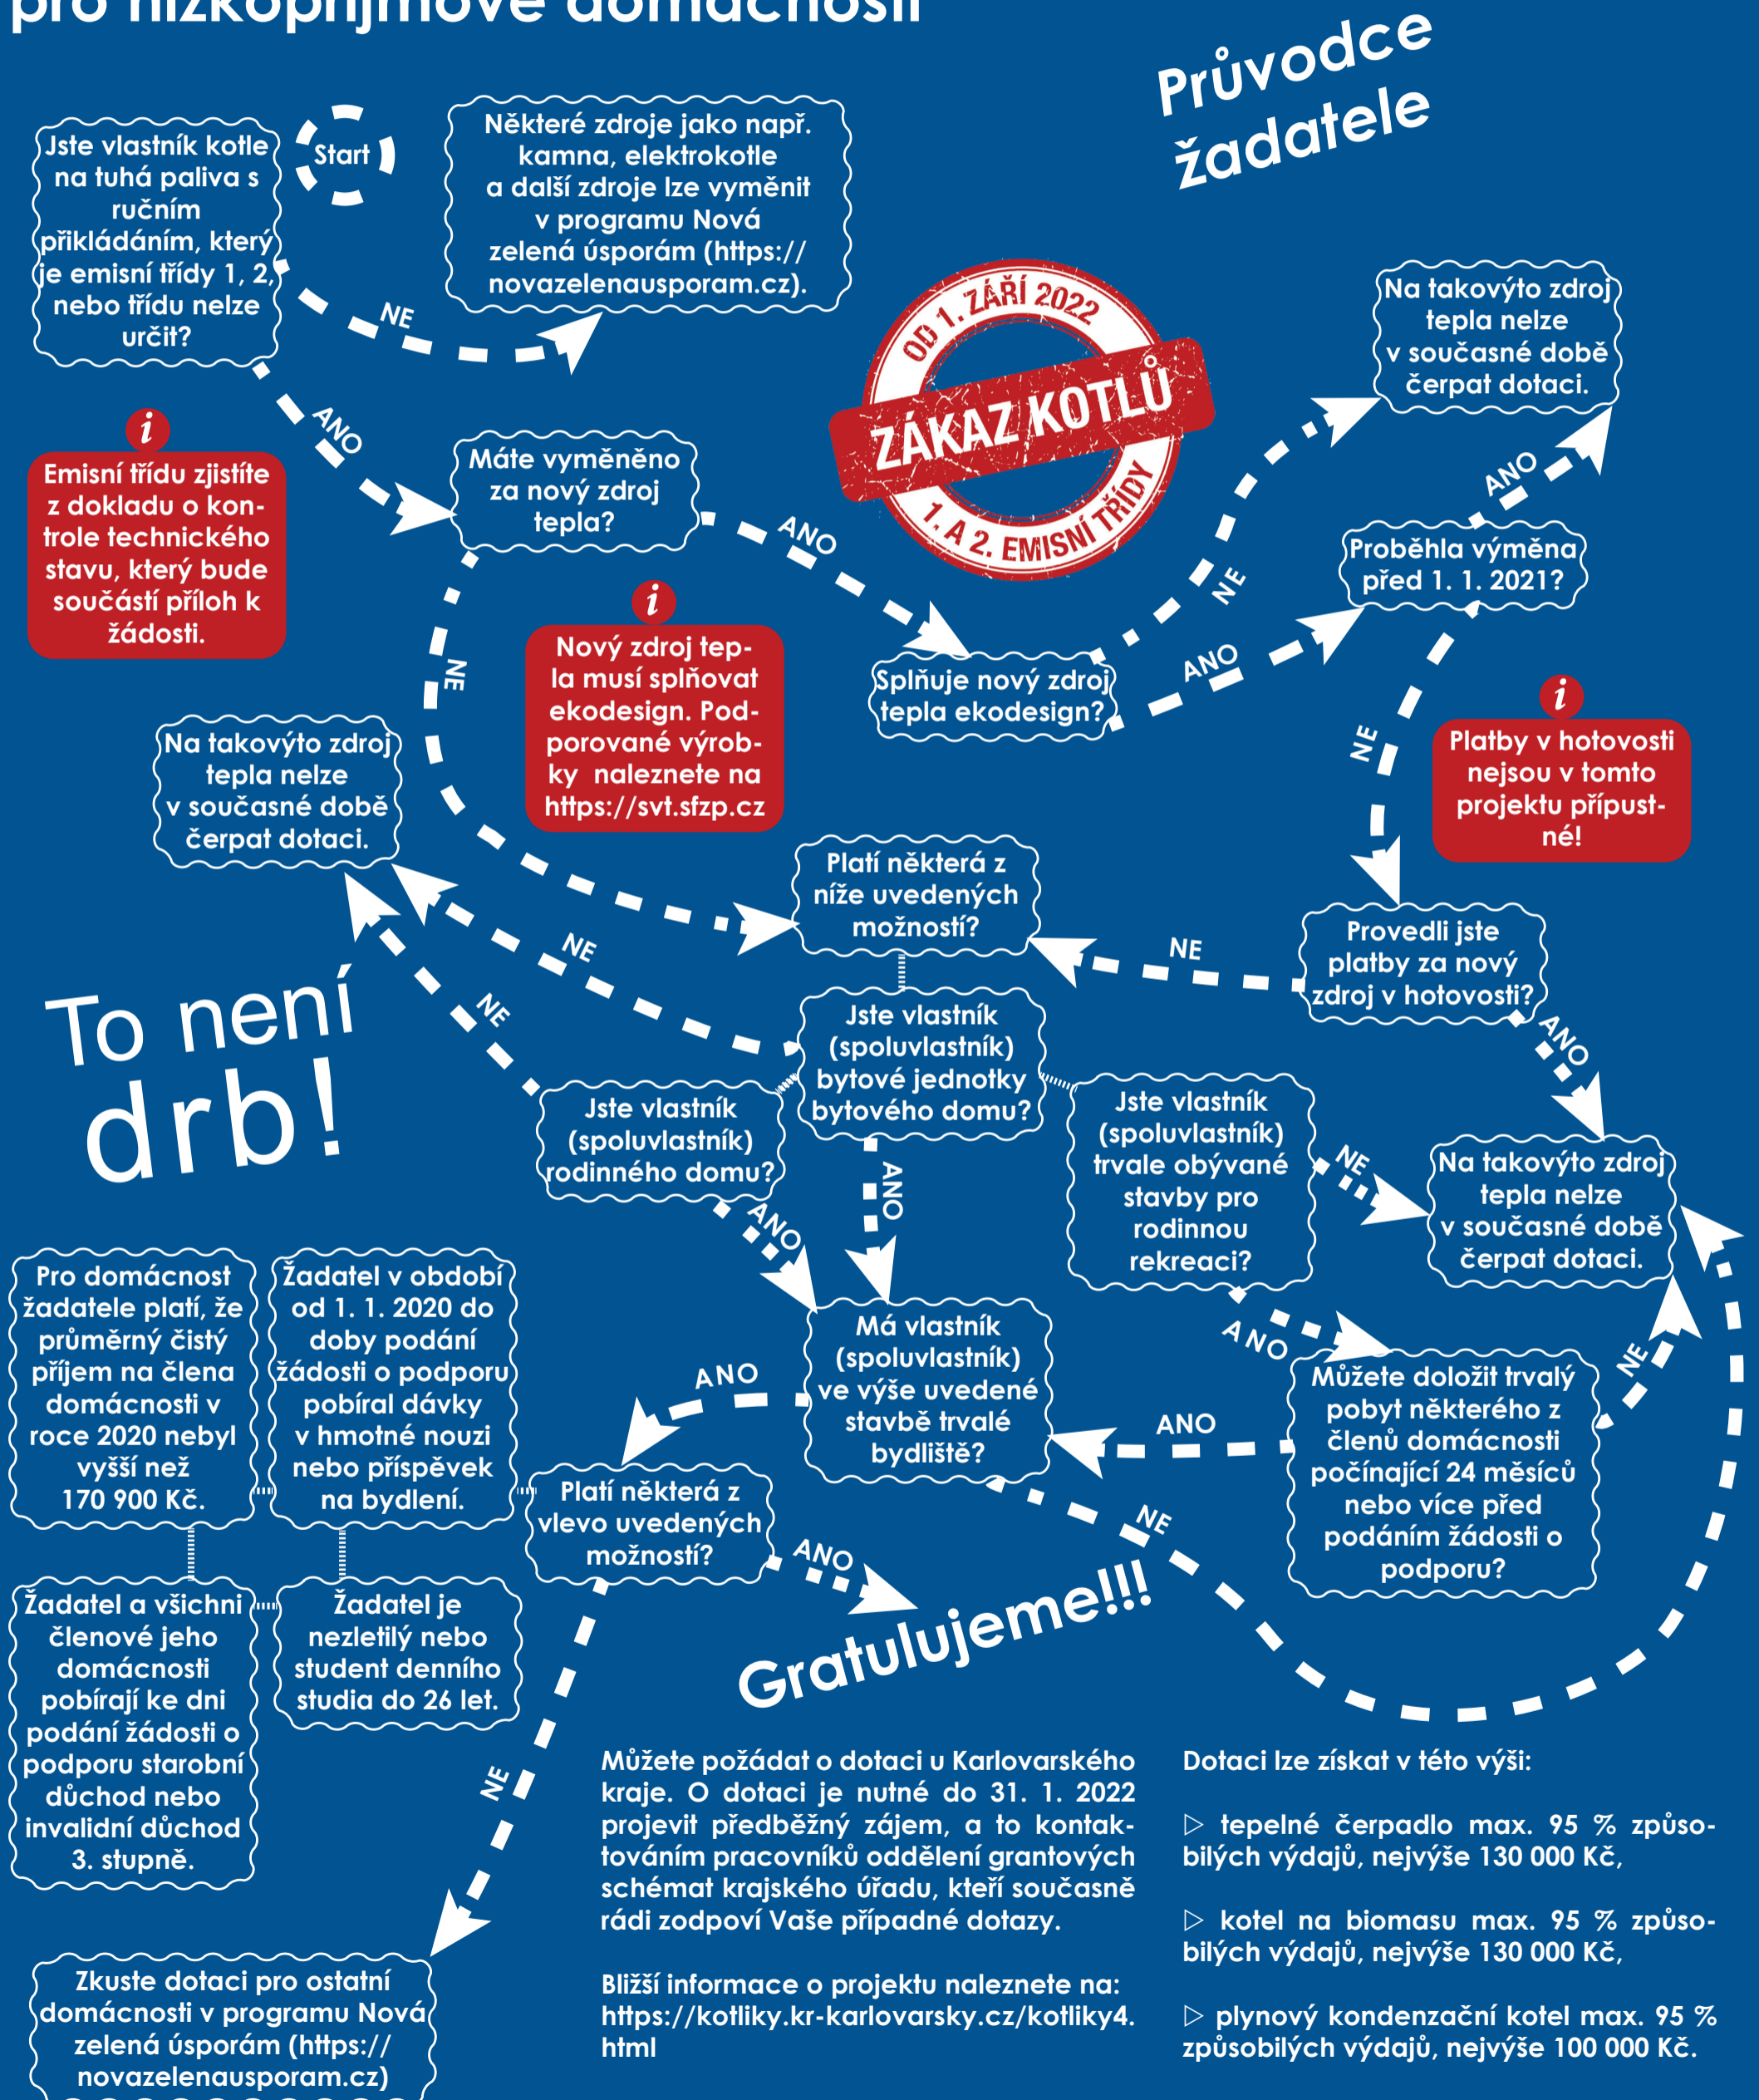 pro nízkopříjmové domácnosti
Průvodce
žadatele
Start
Jste vlastník kotle
na tuhá paliva s
ručním
přikládáním, který
je emisní třídy 1, 2,
nebo třídu nelze
určit?
NE
Některé zdroje jako např.
kamna, elektrokotle
a další zdroje lze vyměnit
v programu Nová
zelená úsporám (https://
novazelenausporam.cz).
ANO
i
Emisní třídu zjistíte
z dokladu o kon-
trole technického
stavu, který bude
součástí příloh k
žádosti.
Máte vyměněno
za nový zdroj
tepla?
ANO
NE
i
Nový zdroj tep-
la musí splňovat
ekodesign. Pod-
porované výrob-
ky naleznete na
https://svt.sfzp.cz
OD 1. ZÁŘÍ 2022
ZÁKAZ KOTLŮ
1. A 2. EMISNÍ TŘÍDY
Splňuje nový zdroj
tepla ekodesign?
NE
ANO
Na takovýto zdroj
tepla nelze
v současné době
čerpat dotaci.
ANO
Proběhla výměna
před 1. 1. 2021?
NE
i
Platby v hotovosti
nejsou v tomto
projektu přípust-
né!
Na takovýto zdroj
tepla nelze
v současné době
čerpat dotaci.
Platí některá z
níže uvedených
možností?
NE
Provedli jste
platby za nový
zdroj v hotovosti?
ANO
To není
drb!
NE
NE
Jste vlastník
(spoluvlastník)
bytové jednotky
bytového domu?
Jste vlastník
(spoluvlastník)
rodinného domu?
Jste vlastník
(spoluvlastník)
trvale obývané
stavby pro
rodinnou
rekreaci?
NE
Na takovýto zdroj
tepla nelze
v současné době
čerpat dotaci.
ANO
ANO
ANO
Má vlastník
(spoluvlastník)
ve výše uvedené
stavbě trvalé
bydliště?
ANO
ANO
NE
Můžete doložit trvalý
pobyt některého z
členů domácnosti
počínající 24 měsíců
nebo více před
podáním žádosti o
podporu?
NE
Pro domácnost
žadatele platí, že
průměrný čistý
příjem na člena
domácnosti v
roce 2020 nebyl
vyšší než
170 900 Kč.
Žadatel v období
od 1. 1. 2020 do
doby podání
žádosti o podporu
pobíral dávky
v hmotné nouzi
nebo příspěvek
na bydlení.
Platí některá z
vlevo uvedených
možností?
ANO
Gratulujeme!!!
Žadatel a všichni
členové jeho
domácnosti
pobírají ke dni
podání žádosti o
podporu starobní
důchod nebo
invalidní důchod
3. stupně.
Žadatel je
nezletilý nebo
student denního
studia do 26 let.
NE
Zkuste dotaci pro ostatní
domácnosti v programu Nová
zelená úsporám (https://
novazelenausporam.cz)
Můžete požádat o dotaci u Karlovarského
kraje. O dotaci je nutné do 31. 1. 2022
projevit předběžný zájem, a to kontak-
továním pracovníků oddělení grantových
schémat krajského úřadu, kteří současně
rádi zodpoví Vaše případné dotazy.
Bližší informace o projektu naleznete na:
https://kotliky.kr-karlovarsky.cz/kotliky4.
html
Dotaci lze získat v této výši:
▷ tepelné čerpadlo max. 95 % způso-
bilých výdajů, nejvýše 130 000 Kč,
▷ kotel na biomasu max. 95 % způso-
bilých výdajů, nejvýše 130 000 Kč,
▷ plynový kondenzační kotel max. 95 %
způsobilých výdajů, nejvýše 100 000 Kč.